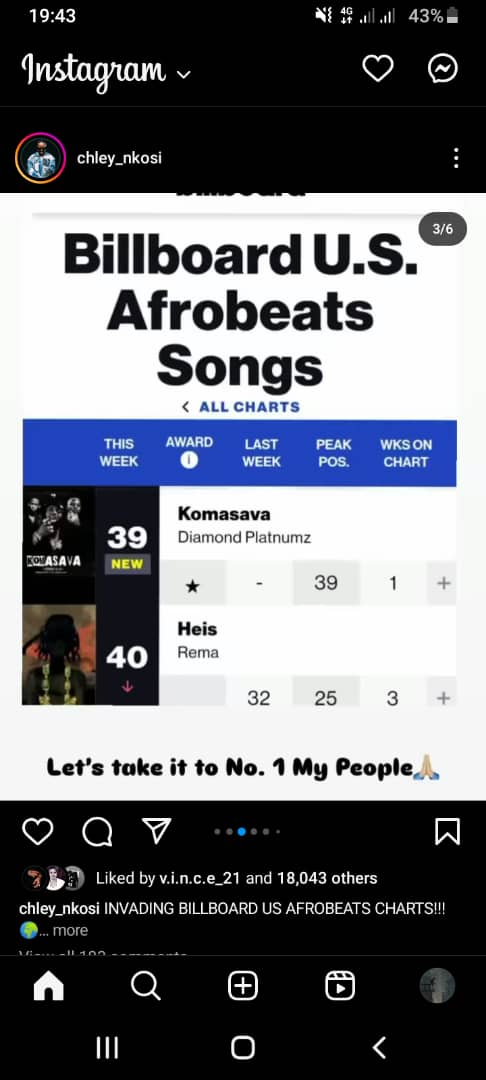 19:43
4G
43%
Instagram
chley_nkosi
3/6
Billboard U.S.
Afrobeats
Songs
< ALL CHARTS
THIS WEEK AWARD i LAST WEEK PEAK POS. WKS ON CHART
KOMASAVA
39
NEW
Komasava
Diamond Platnumz
★ - 39 1 +
40
Heis
Rema
32 25 3 +
Let's take it to No. 1 My People🙏🏼
Liked by v.i.n.c.e_21 and 18,043 others
chley_nkosi INVADING BILLBOARD US AFROBEATS CHARTS!!!
🌍... more